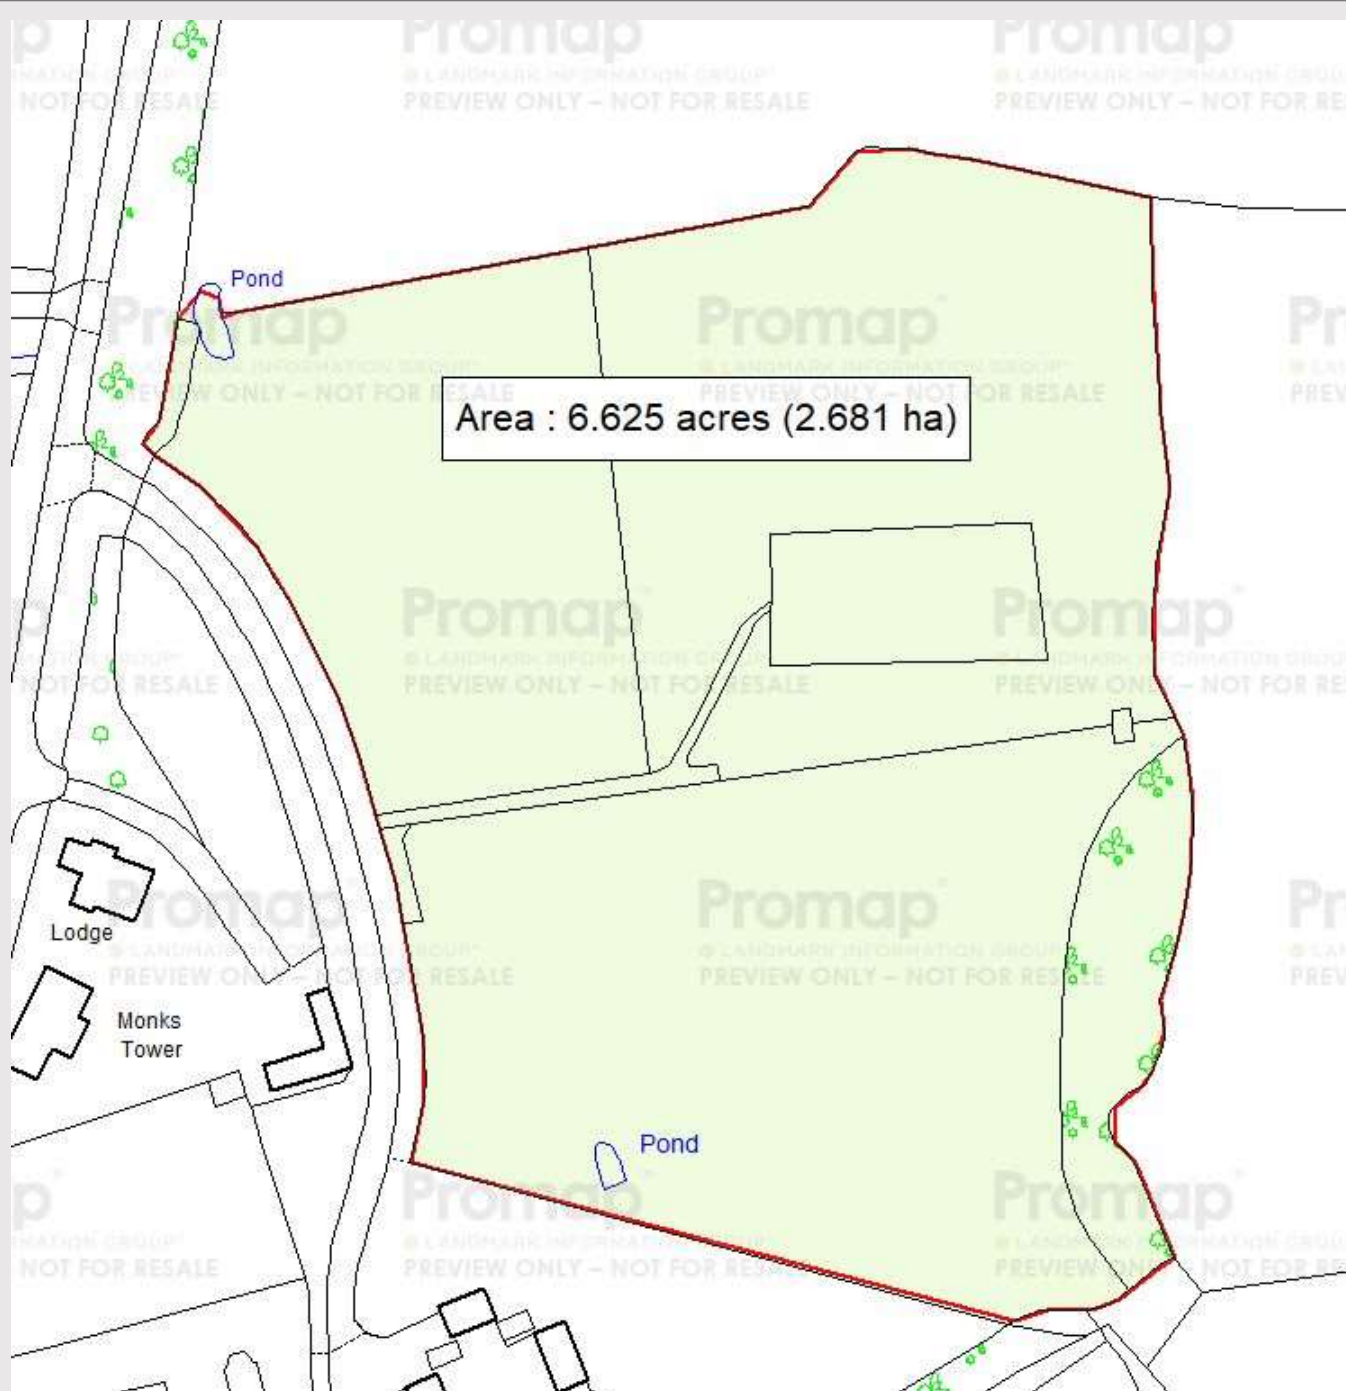 Promap
© LANDMARK INFORMATION GROUP
PREVIEW ONLY – NOT FOR RESALE
Pond
Area : 6.625 acres (2.681 ha)
Lodge
Monks
Tower
Pond